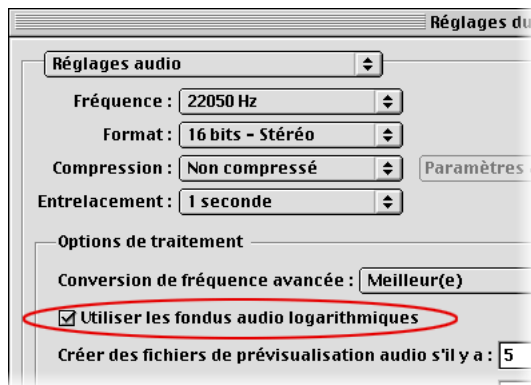 Réglages du
Réglages audio
Fréquence : 22050 Hz
Format : 16 bits - Stéréo
Compression : Non compressé Paramètres
Entrelacement : 1 seconde
Options de traitement
Conversion de fréquence avancée : Meilleur(e)
Utiliser les fondus audio logarithmiques
Créer des fichiers de prévisualisation audio s'il y a : 5